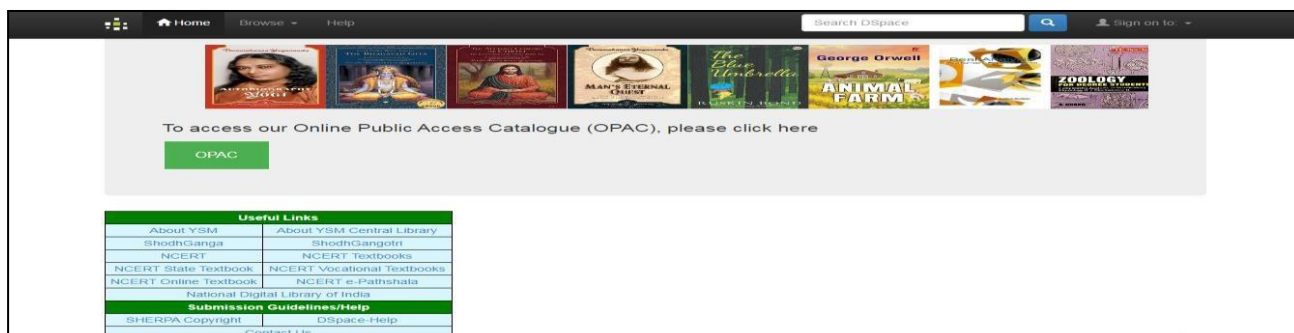 Home Browse Help Search DSpace Sign on to:
Paramahansa Yogananda
AUTOBIOGRAPHY
YOGI
THE BHAGAVAD GITA
MAN'S ETERNAL
QUEST
The
Blue
Umbrella
RUSKIN BOND
George Orwell
ANIMAL
FARM
ZOOLOGY
FOR DEGREE STUDENTS
To access our Online Public Access Catalogue (OPAC), please click here
OPAC
Useful Links
About YSM About YSM Central Library
ShodhGanga ShodhGangotri
NCERT NCERT Textbooks
NCERT State Textbook NCERT Vocational Textbooks
NCERT Online Textbook NCERT e-Pathshala
National Digital Library of India
Submission Guidelines/Help
SHERPA Copyright DSpace-Help
Contact Us